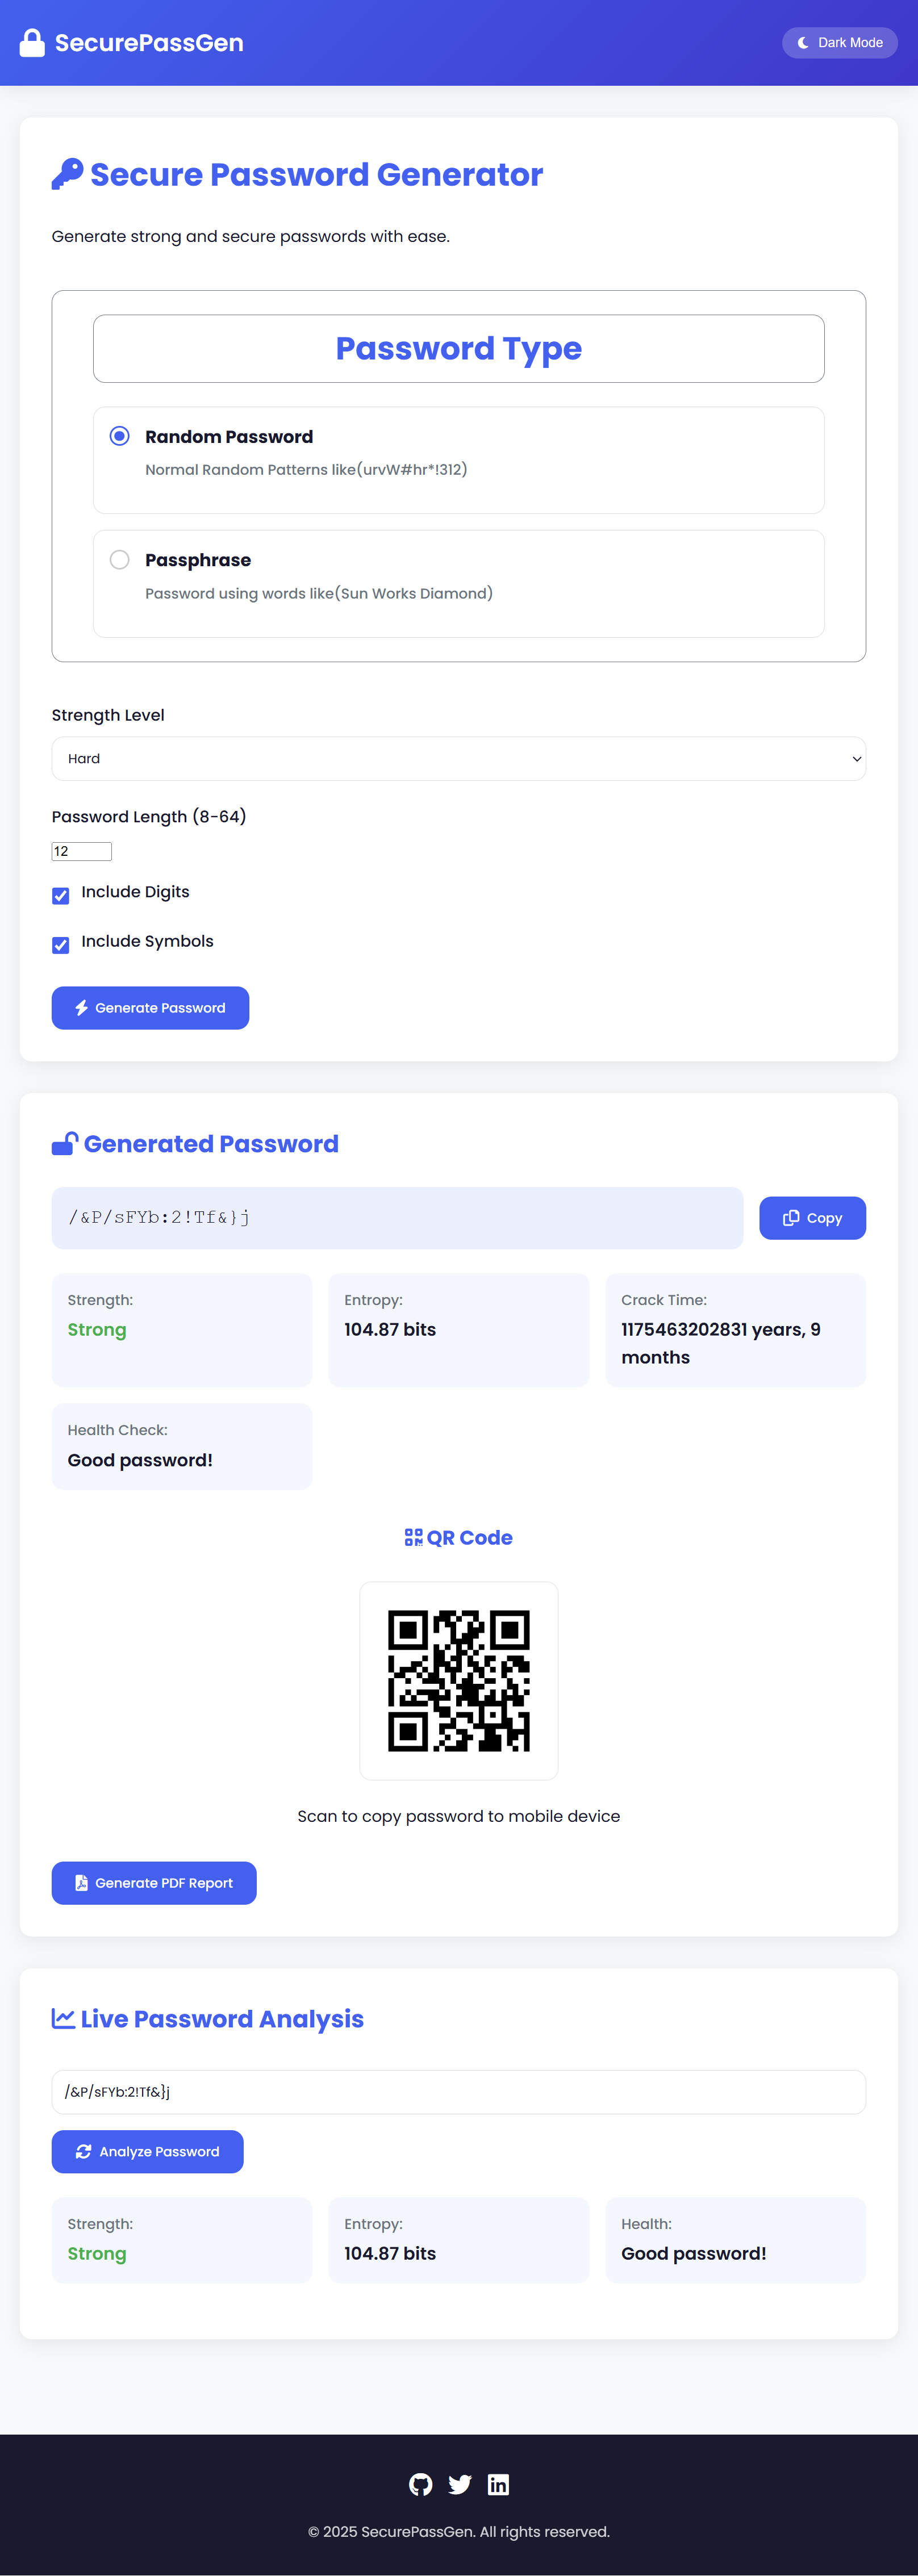 SecurePassGen
Dark Mode
Secure Password Generator
Generate strong and secure passwords with ease.
Password Type
Random Password
Normal Random Patterns like(urvW#hr*!312)
Passphrase
Password using words like(Sun Works Diamond)
Strength Level
Hard
Password Length (8-64)
12
Include Digits
Include Symbols
Generate Password
Generated Password
/&P/sFYb:2!Tf&}j
Copy
Strength:
Strong
Entropy:
104.87 bits
Crack Time:
1175463202831 years, 9
months
Health Check:
Good password!
QR Code
Scan to copy password to mobile device
Generate PDF Report
Live Password Analysis
/&P/sFYb:2!Tf&}j
Analyze Password
Strength:
Strong
Entropy:
104.87 bits
Health:
Good password!
© 2025 SecurePassGen. All rights reserved.